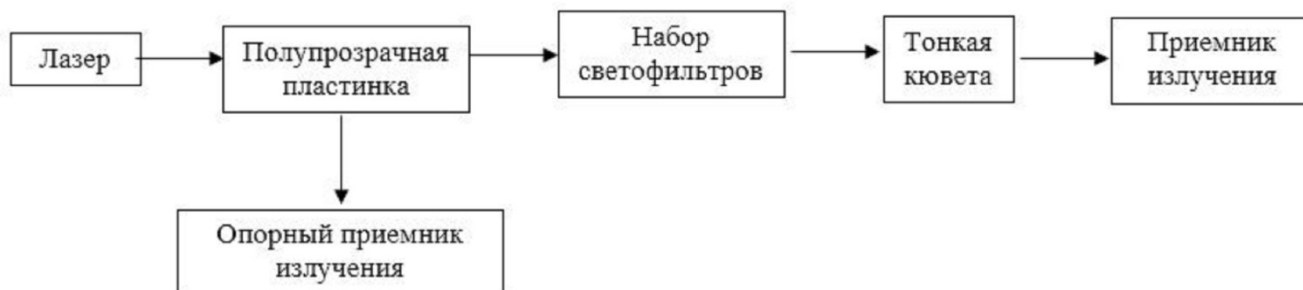 Лазер
Полупрозрачная
пластинка
Набор
светофильтров
Тонкая
кювета
Приемник
излучения
Опорный приемник
излучения